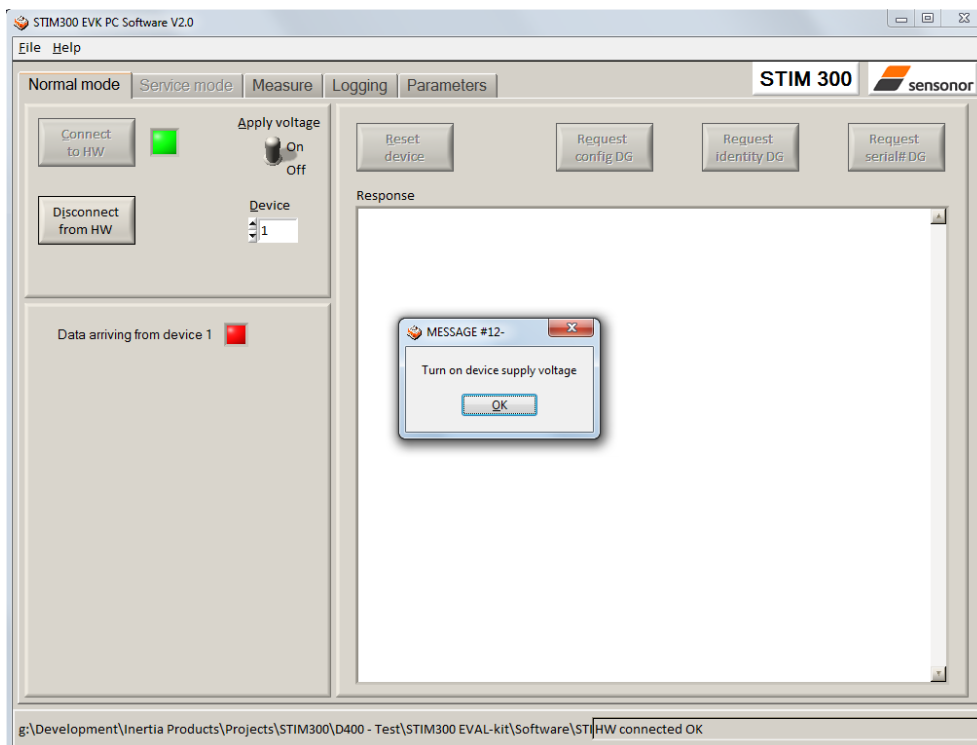 STIM300 EVK PC Software V2.0
File Help
Normal mode Service mode Measure Logging Parameters
STIM 300 sensonor
Connect
to HW
Apply voltage
On
Off
Disconnect
from HW
Device
1
Reset
device
Request
config DG
Request
identity DG
Request
serial# DG
Response
Data arriving from device 1
MESSAGE #12-
Turn on device supply voltage
OK
g:\Development\Inertia Products\Projects\STIM300\D400 - Test\STIM300 EVAL-kit\Software\STI
HW connected OK